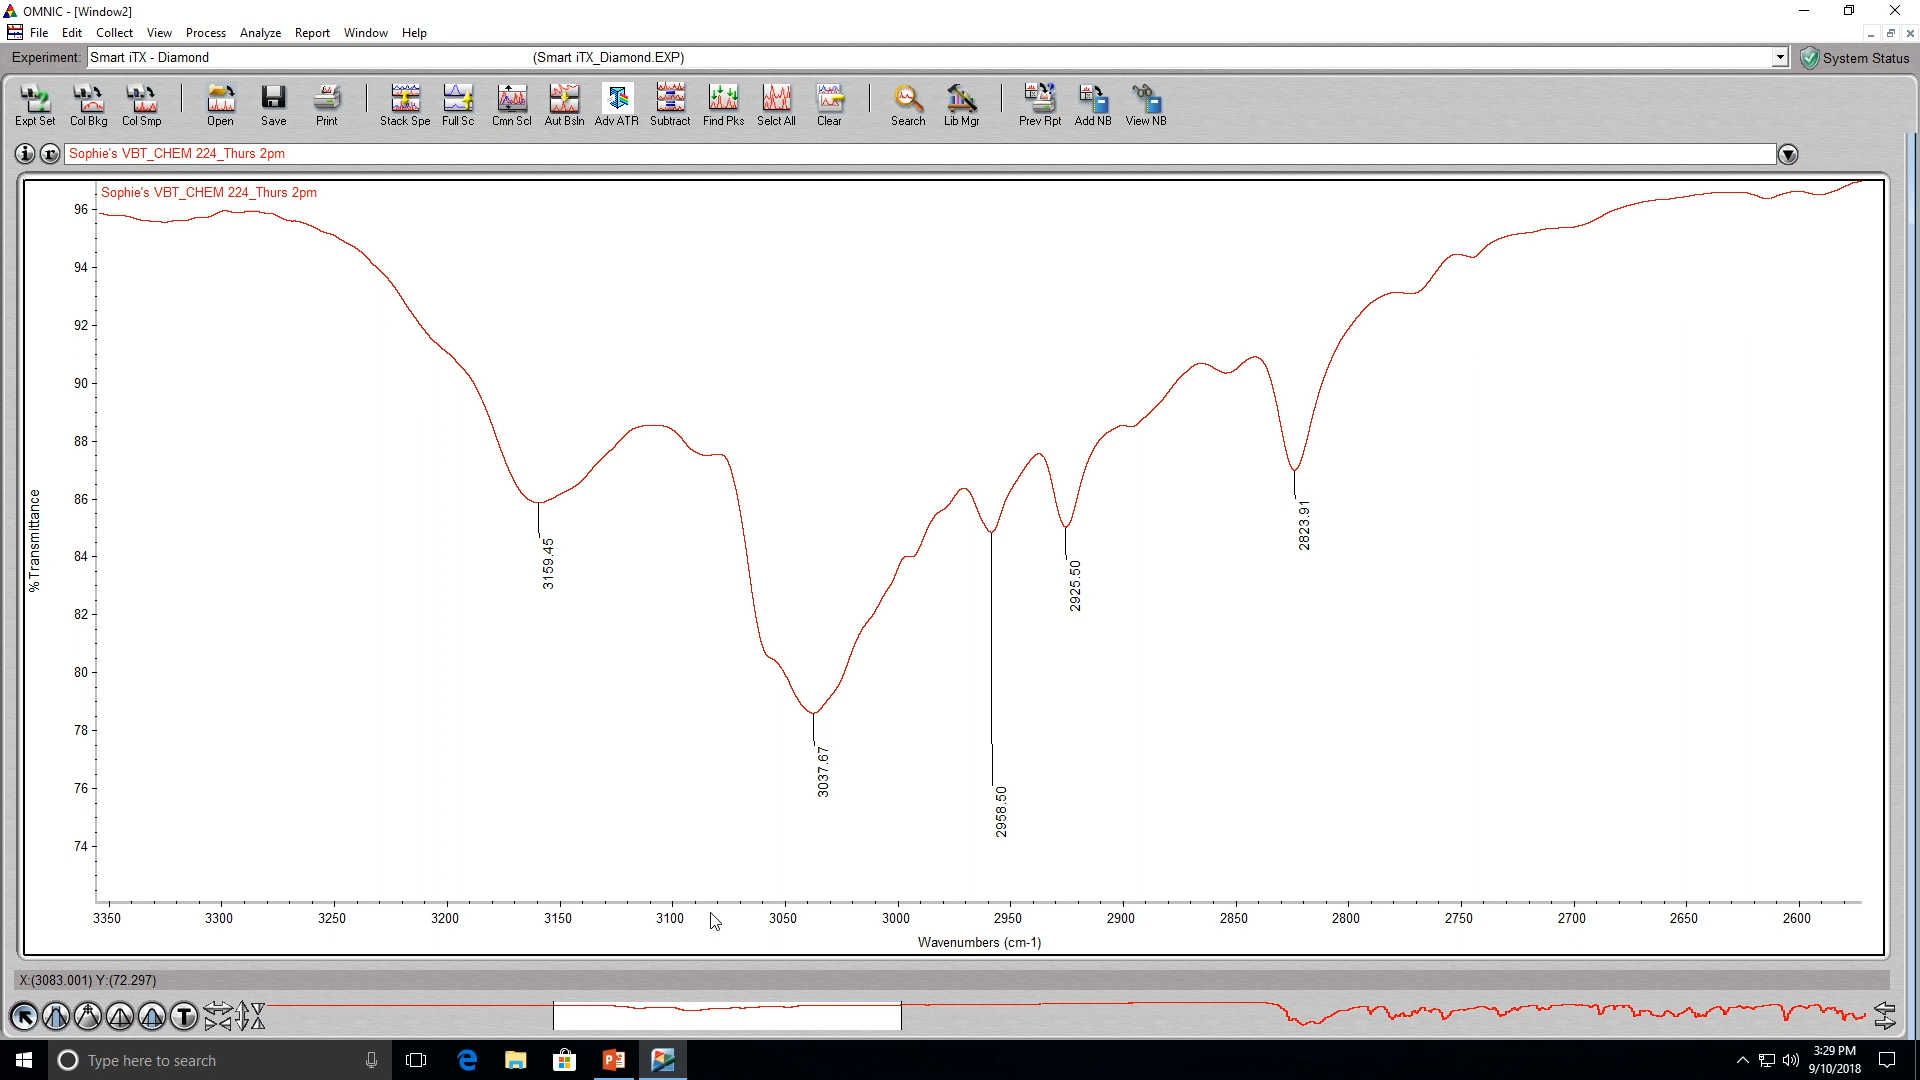 OMNIC - [Window2]
File Edit Collect View Process Analyze Report Window Help
Experiment: Smart iTX - Diamond (Smart iTX_Diamond.EXP) System Status
Expt Set Col Bkg Col Smp Open Save Print Stack Spe Full Sc Cmn Scl Aut Bsln Adv ATR Subtract Find Pks Selct All Clear Search Lib Mgr Prev Rpt Add NB View NB
Sophie's VBT_CHEM 224_Thurs 2pm
Sophie's VBT_CHEM 224_Thurs 2pm
96
94
92
90
88
86
84
82
80
78
76
74
%Transmittance
3159.45
3037.67
2958.50
2925.50
2823.91
3350 3300 3250 3200 3150 3100 3050 3000 2950 2900 2850 2800 2750 2700 2650 2600
Wavenumbers (cm-1)
X:(3083.001) Y:(72.297)
T
Type here to search
3:29 PM
9/10/2018